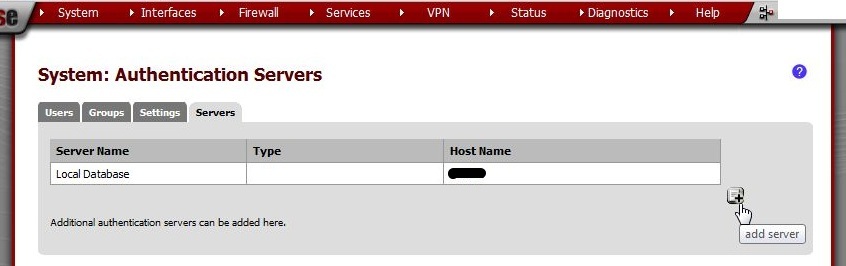 se
System Interfaces Firewall Services VPN Status Diagnostics Help
System: Authentication Servers
?
Users Groups Settings Servers
Server Name Type Host Name
Local Database
Additional authentication servers can be added here.
add server